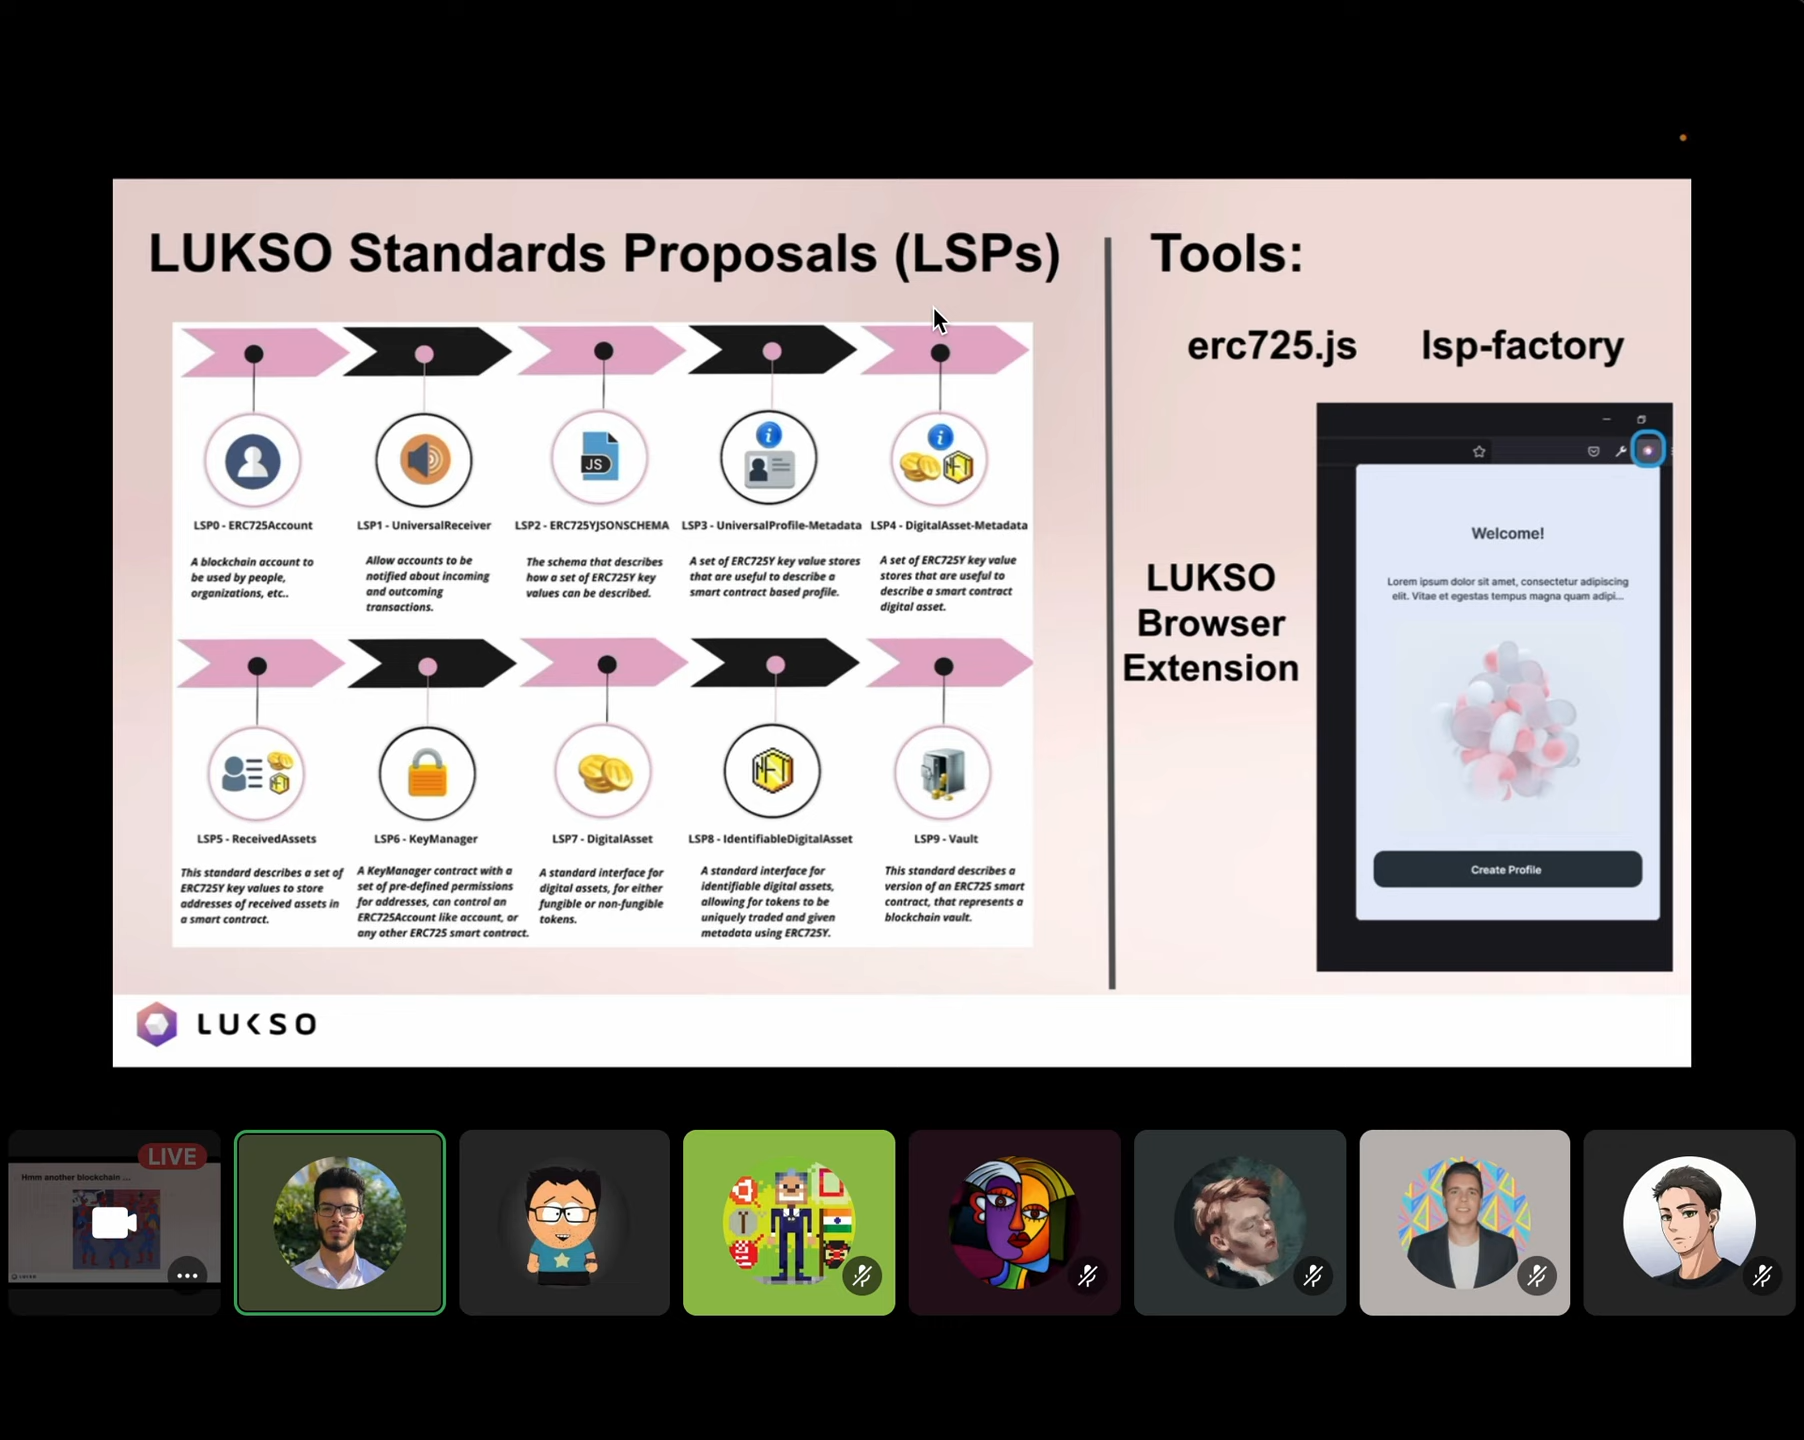 LUKSO Standards Proposals (LSPs)
LSP0 - ERC725Account
A blockchain account to
be used by people,
organizations, etc..
LSP1 - UniversalReceiver
Allow accounts to be
notified about incoming
and outcoming
transactions.
JS
LSP2 - ERC725YJSONSCHEMA
The schema that describes
how a set of ERC725Y key
values can be described.
LSP3 - UniversalProfile-Metadata
A set of ERC725Y key value stores
that are useful to describe a
smart contract based profile.
NFT
LSP4 - DigitalAsset-Metadata
A set of ERC725Y key value
stores that are useful to
describe a smart contract
digital asset.
NFT
LSP5 - ReceivedAssets
This standard describes a set of
ERC725Y key values to store
addresses of received assets in
a smart contract.
LSP6 - KeyManager
A KeyManager contract with a
set of pre-defined permissions
for addresses, can control an
ERC725Account like account, or
any other ERC725 smart contract.
LSP7 - DigitalAsset
A standard interface for
digital assets, for either
fungible or non-fungible
tokens.
NFT
LSP8 - IdentifiableDigitalAsset
A standard interface for
identifiable digital assets,
allowing for tokens to be
uniquely traded and given
metadata using ERC725Y.
LSP9 - Vault
This standard describes a
version of an ERC725 smart
contract, that represents a
blockchain vault.
Tools:
erc725.js
lsp-factory
LUKSO
Browser
Extension
Welcome!
Lorem ipsum dolor sit amet, consectetur adipiscing
elit. Vitae et egestas tempus magna quam adipi...
Create Profile
LUKSO
LIVE
Hmm another blockchain ...